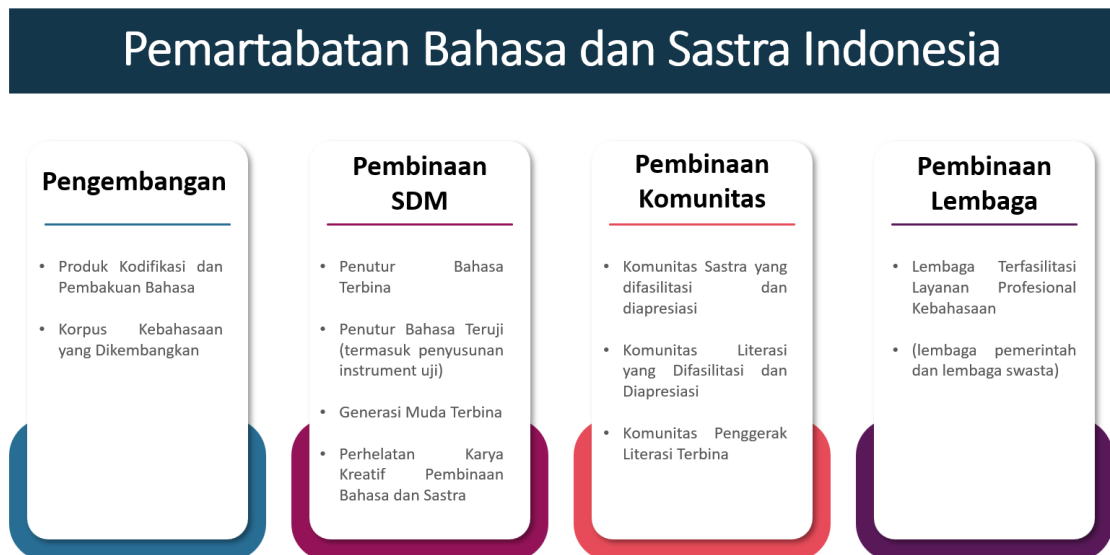 Pemartabatan Bahasa dan Sastra Indonesia
Pengembangan
• Produk Kodifikasi dan
Pembakuan Bahasa
• Korpus Kebahasaan
yang Dikembangkan
Pembinaan
SDM
• Penutur Bahasa
Terbina
• Penutur Bahasa Teruji
(termasuk penyusunan
instrument uji)
• Generasi Muda Terbina
• Perhelatan Karya
Kreatif Pembinaan
Bahasa dan Sastra
Pembinaan
Komunitas
• Komunitas Sastra yang
difasilitasi dan
diapresiasi
• Komunitas Literasi
yang Difasilitasi dan
Diapresiasi
• Komunitas Penggerak
Literasi Terbina
Pembinaan
Lembaga
• Lembaga Terfasilitasi
Layanan Profesional
Kebahasaan
• (lembaga pemerintah
dan lembaga swasta)